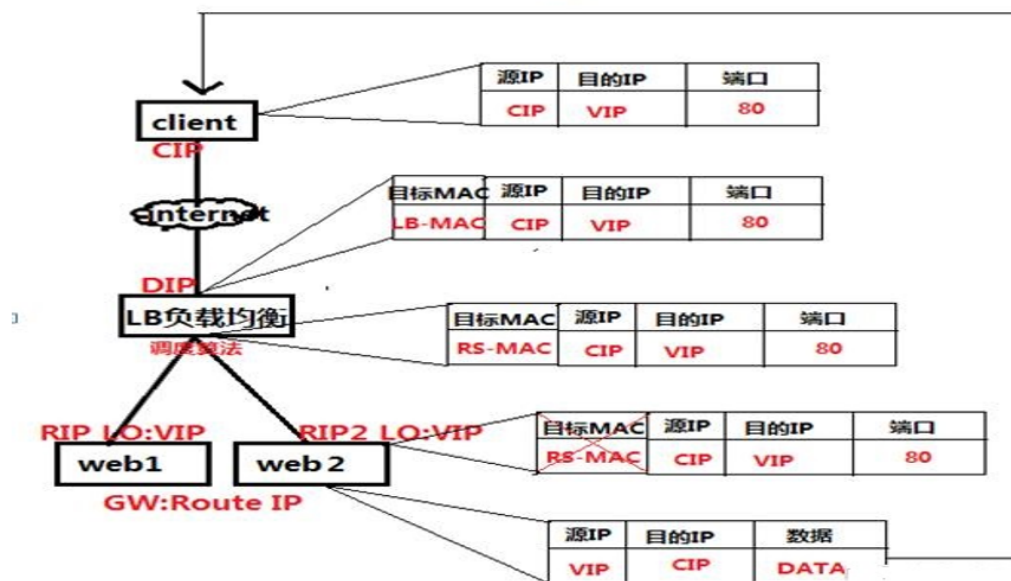 源IP 目的IP 端口
CIP VIP 80
client
CIP
目标MAC 源IP 目的IP 端口
LB-MAC CIP VIP 80
internet
DIP
LB负载均衡
调度算法
目标MAC 源IP 目的IP 端口
RS-MAC CIP VIP 80
RIP LO:VIP RIP2 LO:VIP
web1 web 2
目标MAC 源IP 目的IP 端口
RS-MAC CIP VIP 80
GW:Route IP
源IP 目的IP 数据
VIP CIP DATA